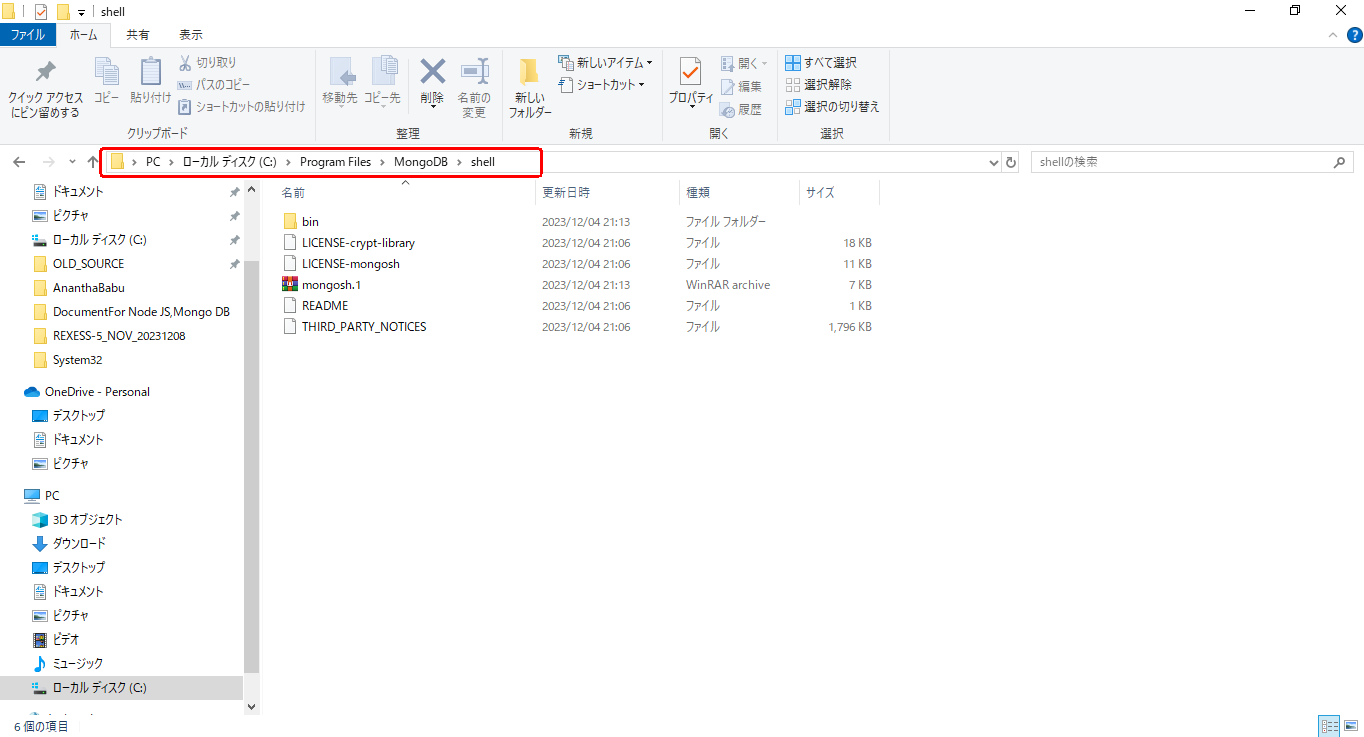 shell
ファイル ホーム 共有 表示
クイック アクセス
にピン留めする
コピー
貼り付け
切り取り
パスのコピー
ショートカットの貼り付け
クリップボード
移動先
コピー先
削除
名前の
変更
整理
新しい
フォルダー
新しいアイテム
ショートカット
新規
プロパティ
開く
編集
履歴
開く
すべて選択
選択解除
選択の切り替え
選択
PC ローカル ディスク (C:) Program Files MongoDB shell
shellの検索
ドキュメント
ピクチャ
ローカル ディスク (C:)
OLD_SOURCE
AnanthaBabu
DocumentFor Node JS,Mongo DB
REXESS-5_NOV_20231208
System32
OneDrive - Personal
デスクトップ
ドキュメント
ピクチャ
PC
3D オブジェクト
ダウンロード
デスクトップ
ドキュメント
ピクチャ
ビデオ
ミュージック
ローカル ディスク (C:)
名前 更新日時 種類 サイズ
bin 2023/12/04 21:13 ファイル フォルダー
LICENSE-crypt-library 2023/12/04 21:06 ファイル 18 KB
LICENSE-mongosh 2023/12/04 21:06 ファイル 11 KB
mongosh.1 2023/12/04 21:13 WinRAR archive 7 KB
README 2023/12/04 21:06 ファイル 1 KB
THIRD_PARTY_NOTICES 2023/12/04 21:06 ファイル 1,796 KB
6 個の項目